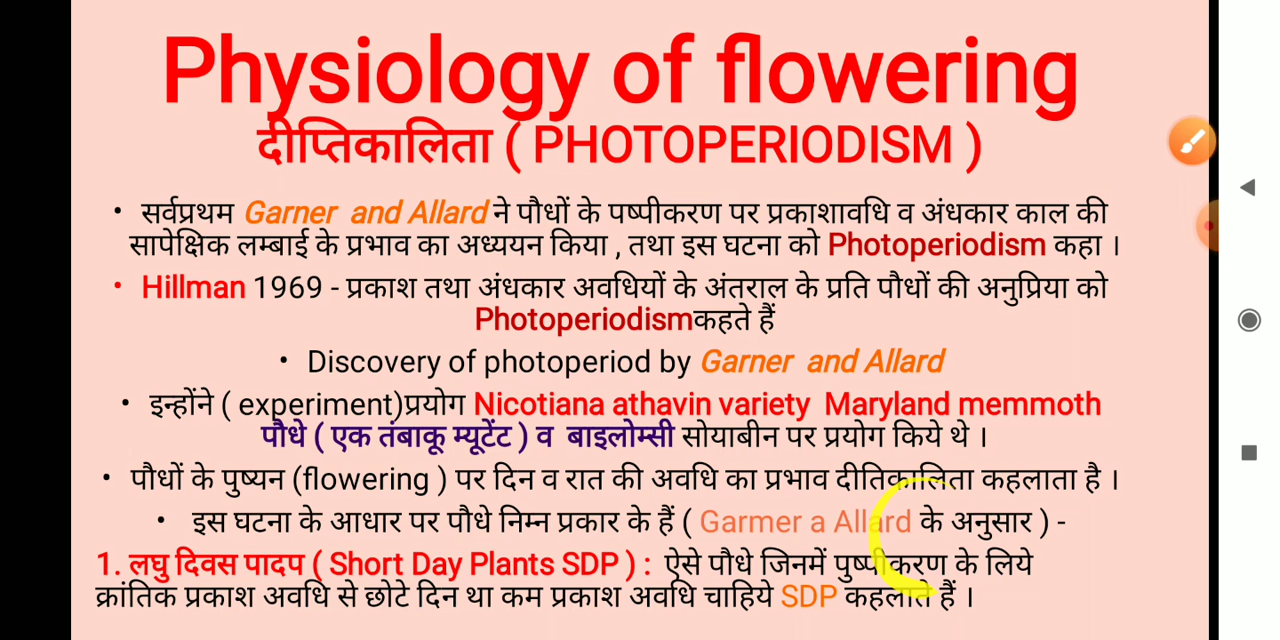 Physiology of flowering
दीप्तिकालिता ( PHOTOPERIODISM )
• सर्वप्रथम Garner and Allard ने पौधों के पष्पीकरण पर प्रकाशावधि व अंधकार काल की
सापेक्षिक लम्बाई के प्रभाव का अध्ययन किया , तथा इस घटना को Photoperiodism कहा ।
• Hillman 1969 - प्रकाश तथा अंधकार अवधियों के अंतराल के प्रति पौधों की अनुप्रिया को
Photoperiodismकहते हैं
• Discovery of photoperiod by Garner and Allard
• इन्होंने ( experiment)प्रयोग Nicotiana athavin variety Maryland memmoth
पौधे ( एक तंबाकू म्यूटेंट ) व बाइलोम्सी सोयाबीन पर प्रयोग किये थे ।
• पौधों के पुष्यन (flowering ) पर दिन व रात की अवधि का प्रभाव दीतिकालिता कहलाता है ।
• इस घटना के आधार पर पौधे निम्न प्रकार के हैं ( Garmer a Allard के अनुसार ) -
1. लघु दिवस पादप ( Short Day Plants SDP ) : ऐसे पौधे जिनमें पुष्पीकरण के लिये
क्रांतिक प्रकाश अवधि से छोटे दिन था कम प्रकाश अवधि चाहिये SDP कहलाते हैं ।